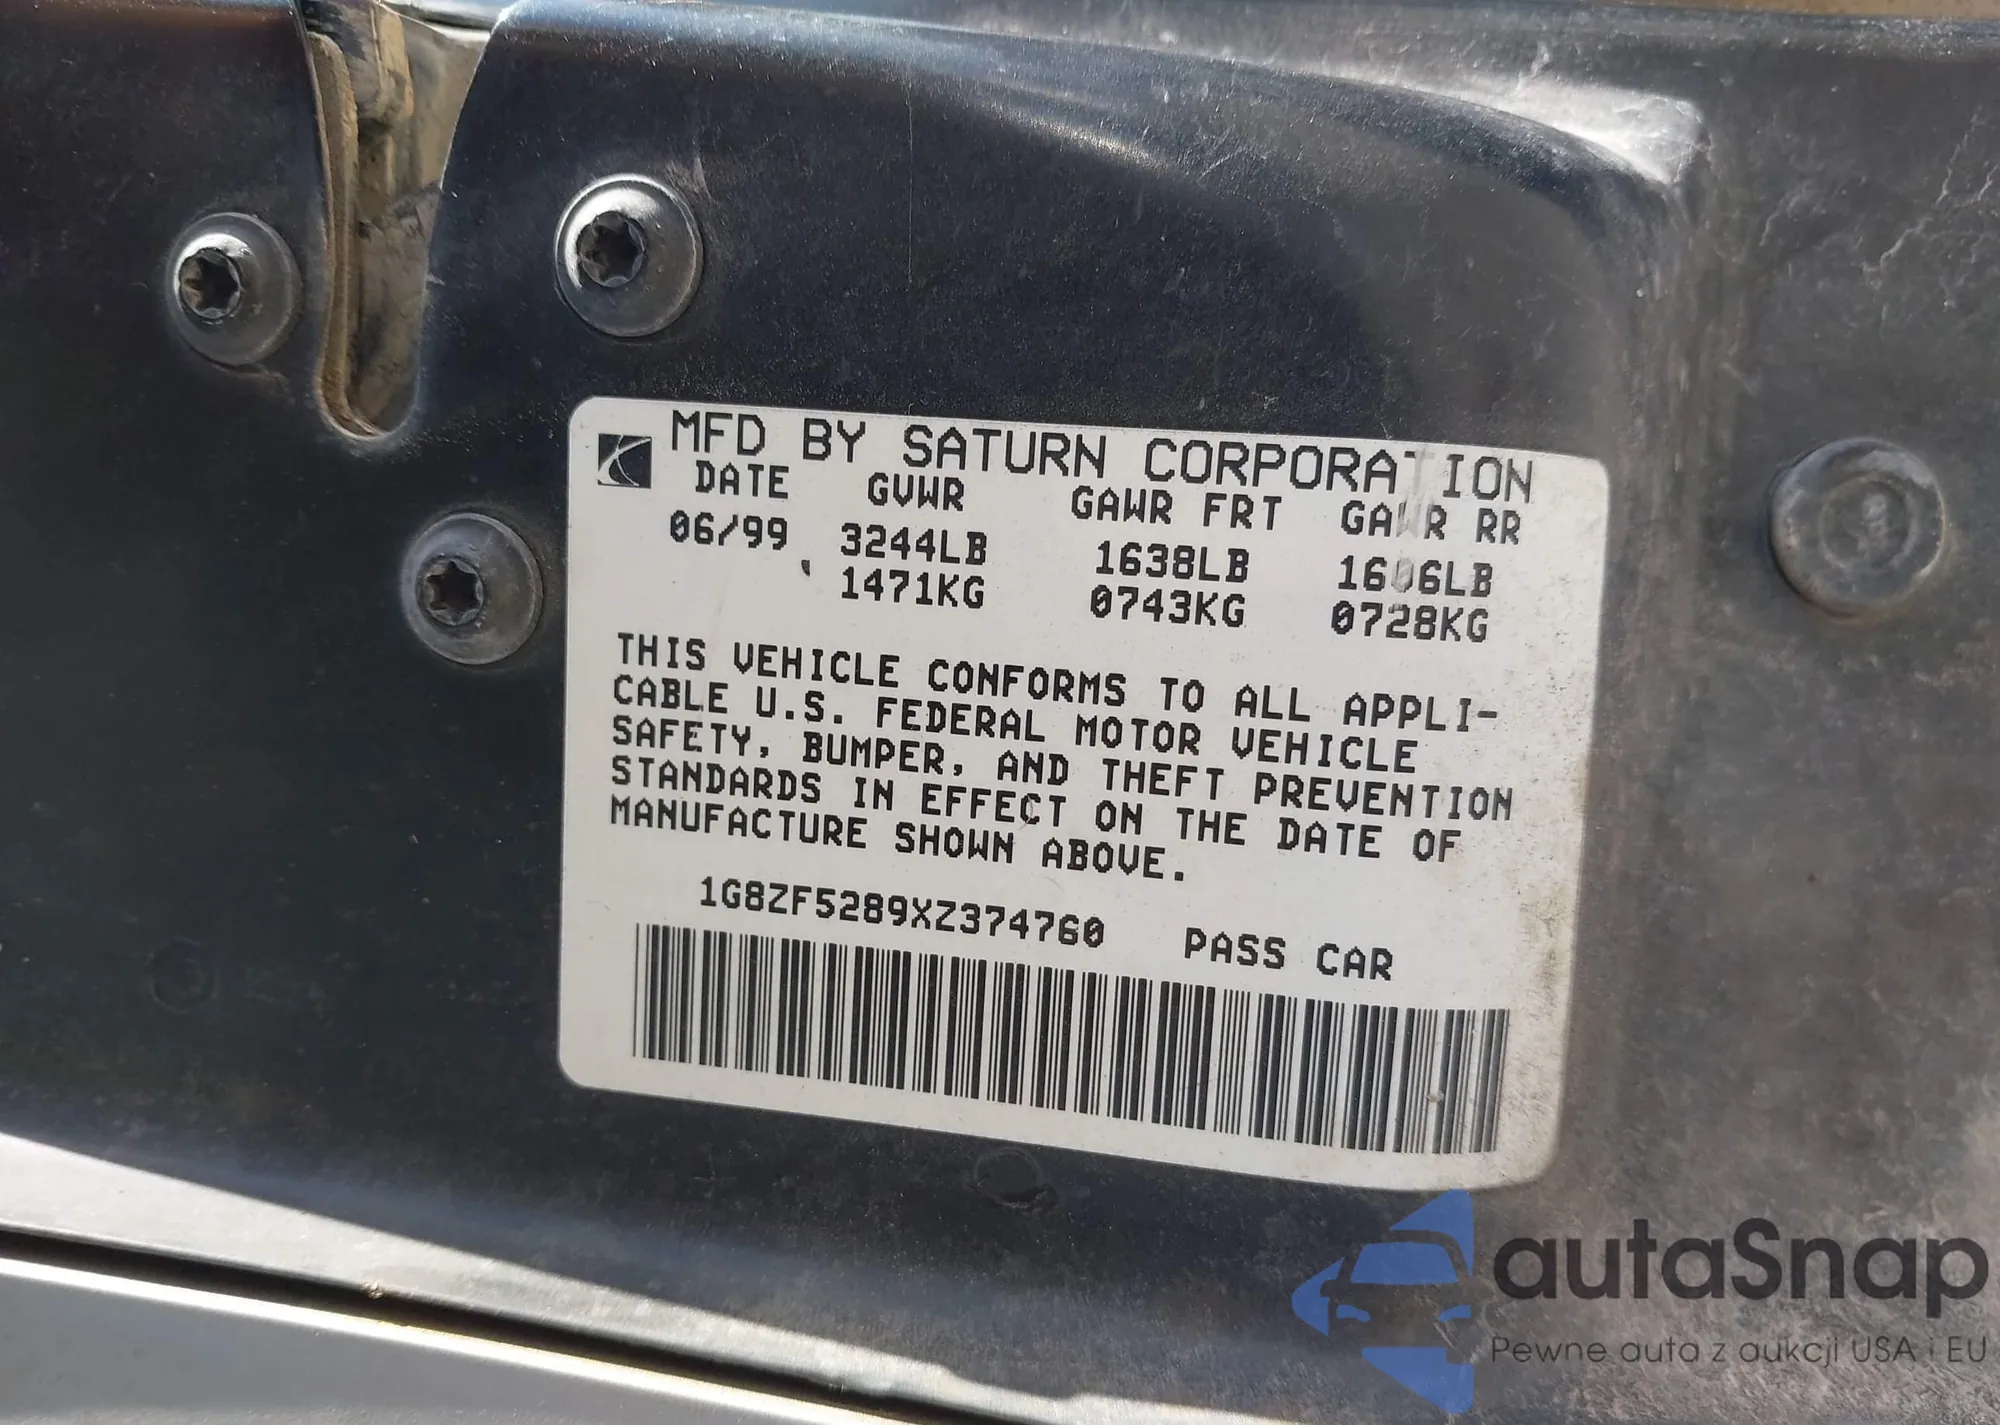 MFD BY SATURN CORPORATION
DATE GVWR GAWR FRT GAWR RR
06/99 3244LB 1638LB 1606LB
1471KG 0743KG 0728KG
THIS VEHICLE CONFORMS TO ALL APPLI-
CABLE U.S. FEDERAL MOTOR VEHICLE
SAFETY, BUMPER, AND THEFT PREVENTION
STANDARDS IN EFFECT ON THE DATE OF
MANUFACTURE SHOWN ABOVE.
1G8ZF5289XZ374760 PASS CAR
autaSnap
Pewne auta z aukcji USA i EU